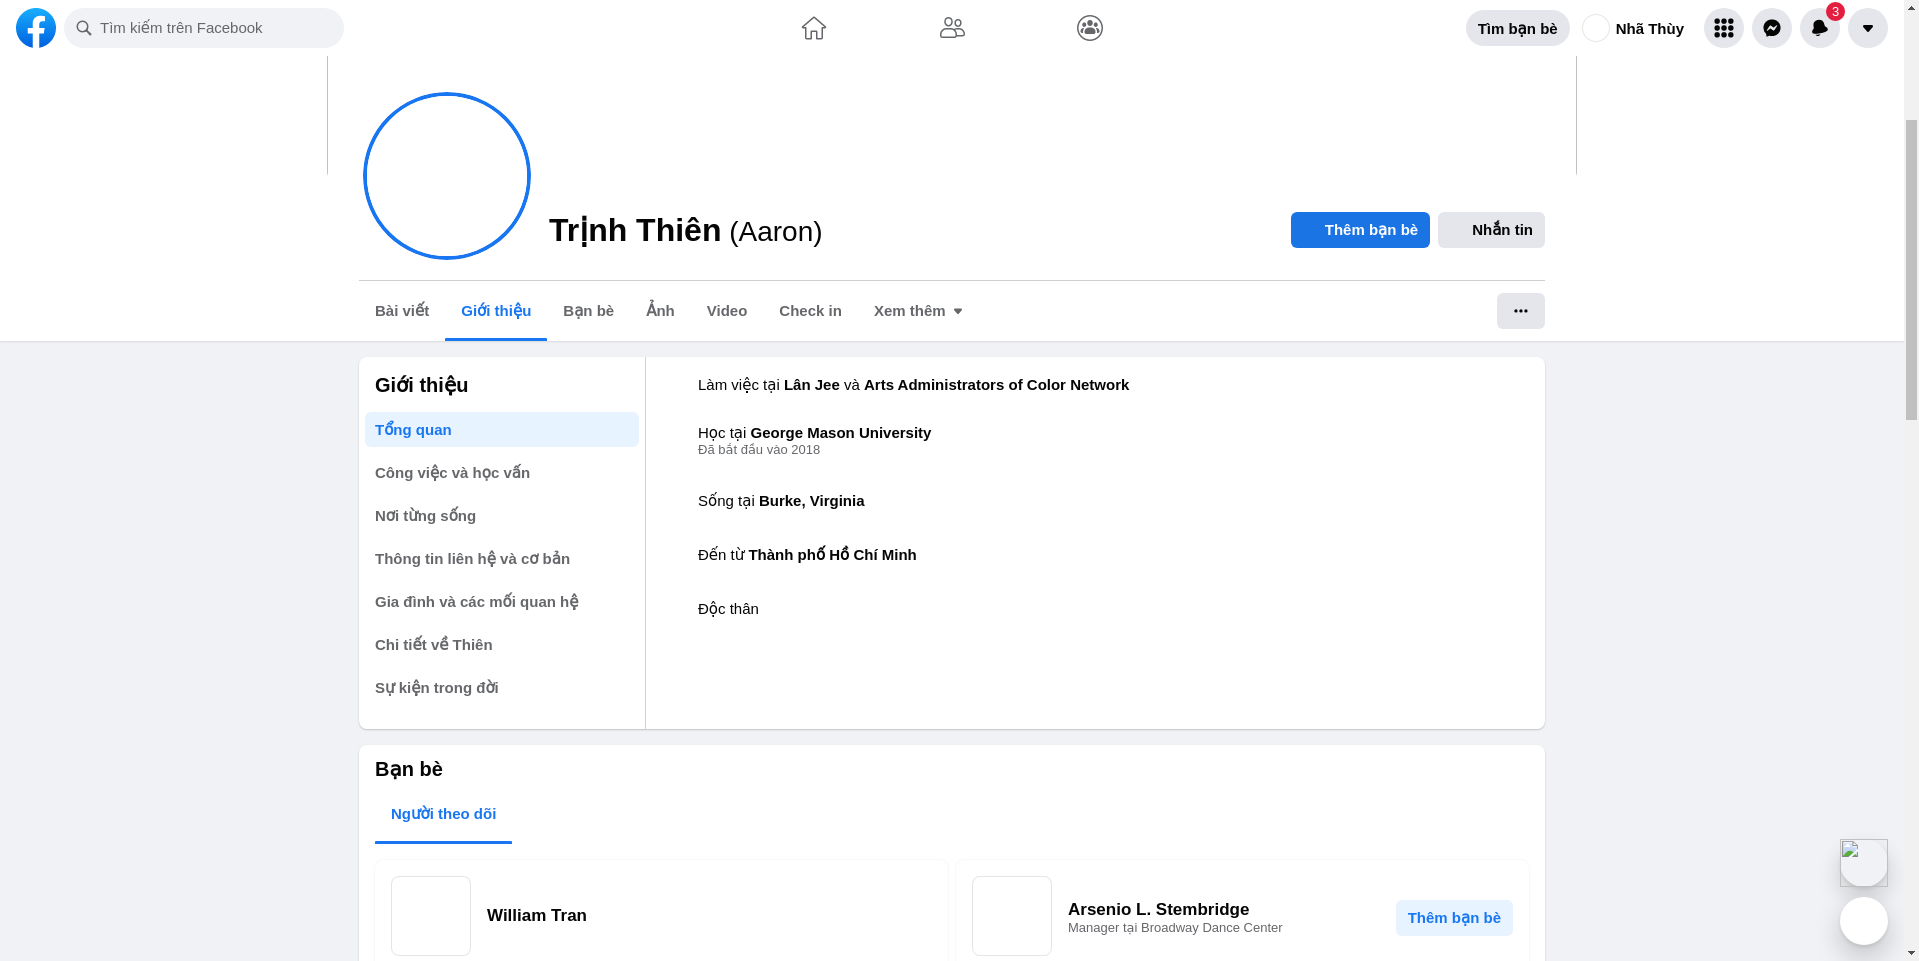 Tìm kiếm trên Facebook
Tìm bạn bè
Nhã Thùy
3
Trịnh Thiên (Aaron)
Thêm bạn bè
Nhắn tin
Bài viết
Giới thiệu
Bạn bè
Ảnh
Video
Check in
Xem thêm
Giới thiệu
Tổng quan
Công việc và học vấn
Nơi từng sống
Thông tin liên hệ và cơ bản
Gia đình và các mối quan hệ
Chi tiết về Thiên
Sự kiện trong đời
Làm việc tại Lân Jee và Arts Administrators of Color Network
Học tại George Mason University
Đã bắt đầu vào 2018
Sống tại Burke, Virginia
Đến từ Thành phố Hồ Chí Minh
Độc thân
Bạn bè
Người theo dõi
William Tran
Arsenio L. Stembridge
Manager tại Broadway Dance Center
Thêm bạn bè